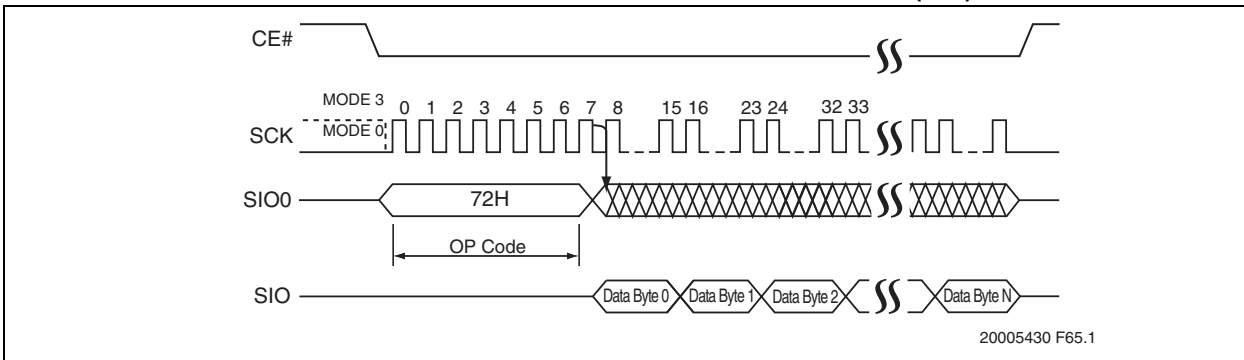 CE#
MODE 3
0 1 2 3 4 5 6 7 8 15 16 23 24 32 33
SCK
MODE 0
SIO0
72H
OP Code
SIO
Data Byte 0
Data Byte 1
Data Byte 2
Data Byte N
20005430 F65.1